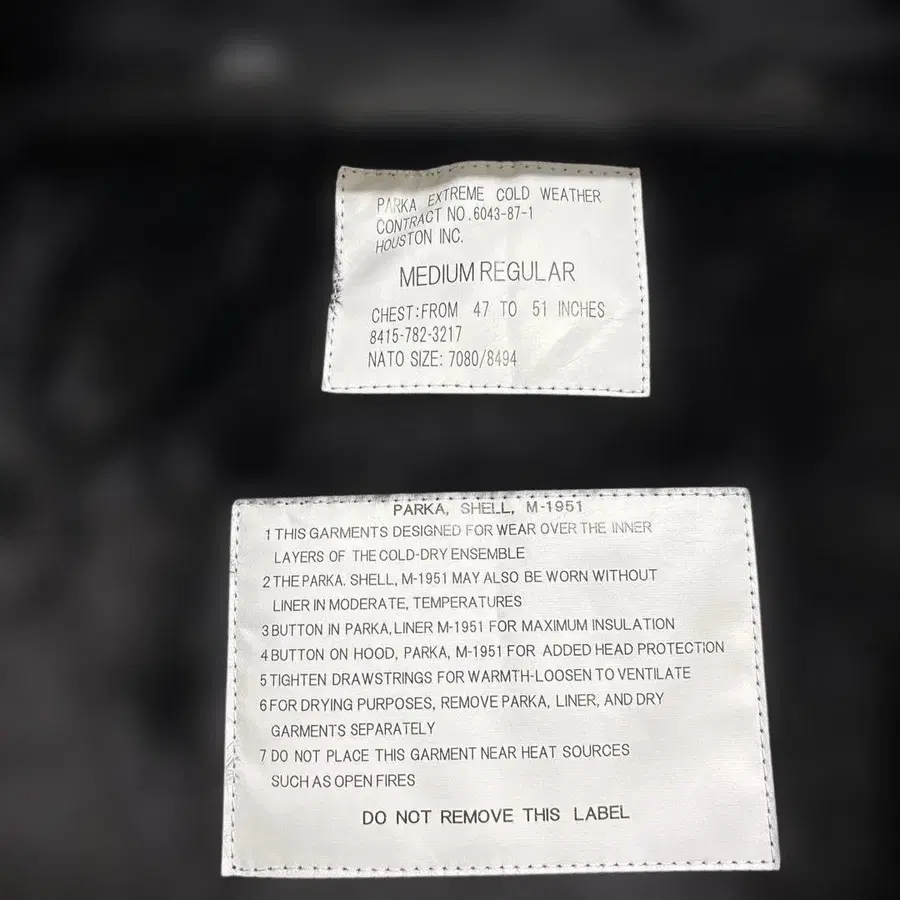 PARKA EXTREME COLD WEATHER
CONTRACT NO.6043-87-1
HOUSTON INC.
MEDIUM REGULAR
CHEST:FROM 47 TO 51 INCHES
8415-782-3217
NATO SIZE: 7080/8494
PARKA, SHELL, M-1951
1 THIS GARMENTS DESIGNED FOR WEAR OVER THE INNER
LAYERS OF THE COLD-DRY ENSEMBLE
2 THE PARKA. SHELL, M-1951 MAY ALSO BE WORN WITHOUT
LINER IN MODERATE, TEMPERATURES
3 BUTTON IN PARKA, LINER M-1951 FOR MAXIMUM INSULATION
4 BUTTON ON HOOD, PARKA, M-1951 FOR ADDED HEAD PROTECTION
5 TIGHTEN DRAWSTRINGS FOR WARMTH-LOOSEN TO VENTILATE
6 FOR DRYING PURPOSES, REMOVE PARKA, LINER, AND DRY
GARMENTS SEPARATELY
7 DO NOT PLACE THIS GARMENT NEAR HEAT SOURCES
SUCH AS OPEN FIRES
DO NOT REMOVE THIS LABEL